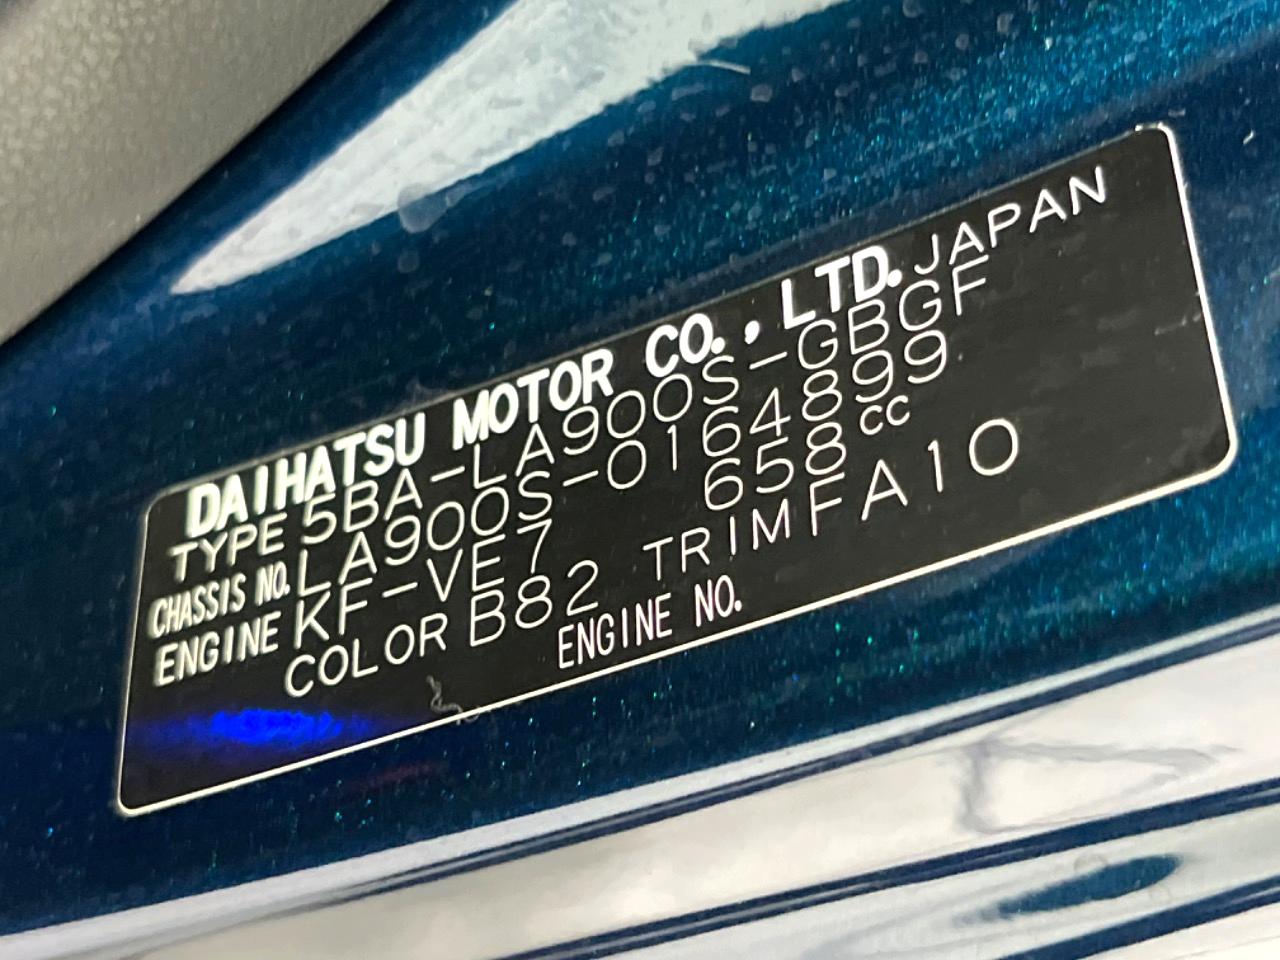 DAIHATSU MOTOR CO., LTD. JAPAN
TYPE 5BA-LA900S-GBGF
CHASSIS NO. LA900S-0164899
ENGINE KF-VE7 658cc
COLOR B82 TRIM FA10
ENGINE NO.